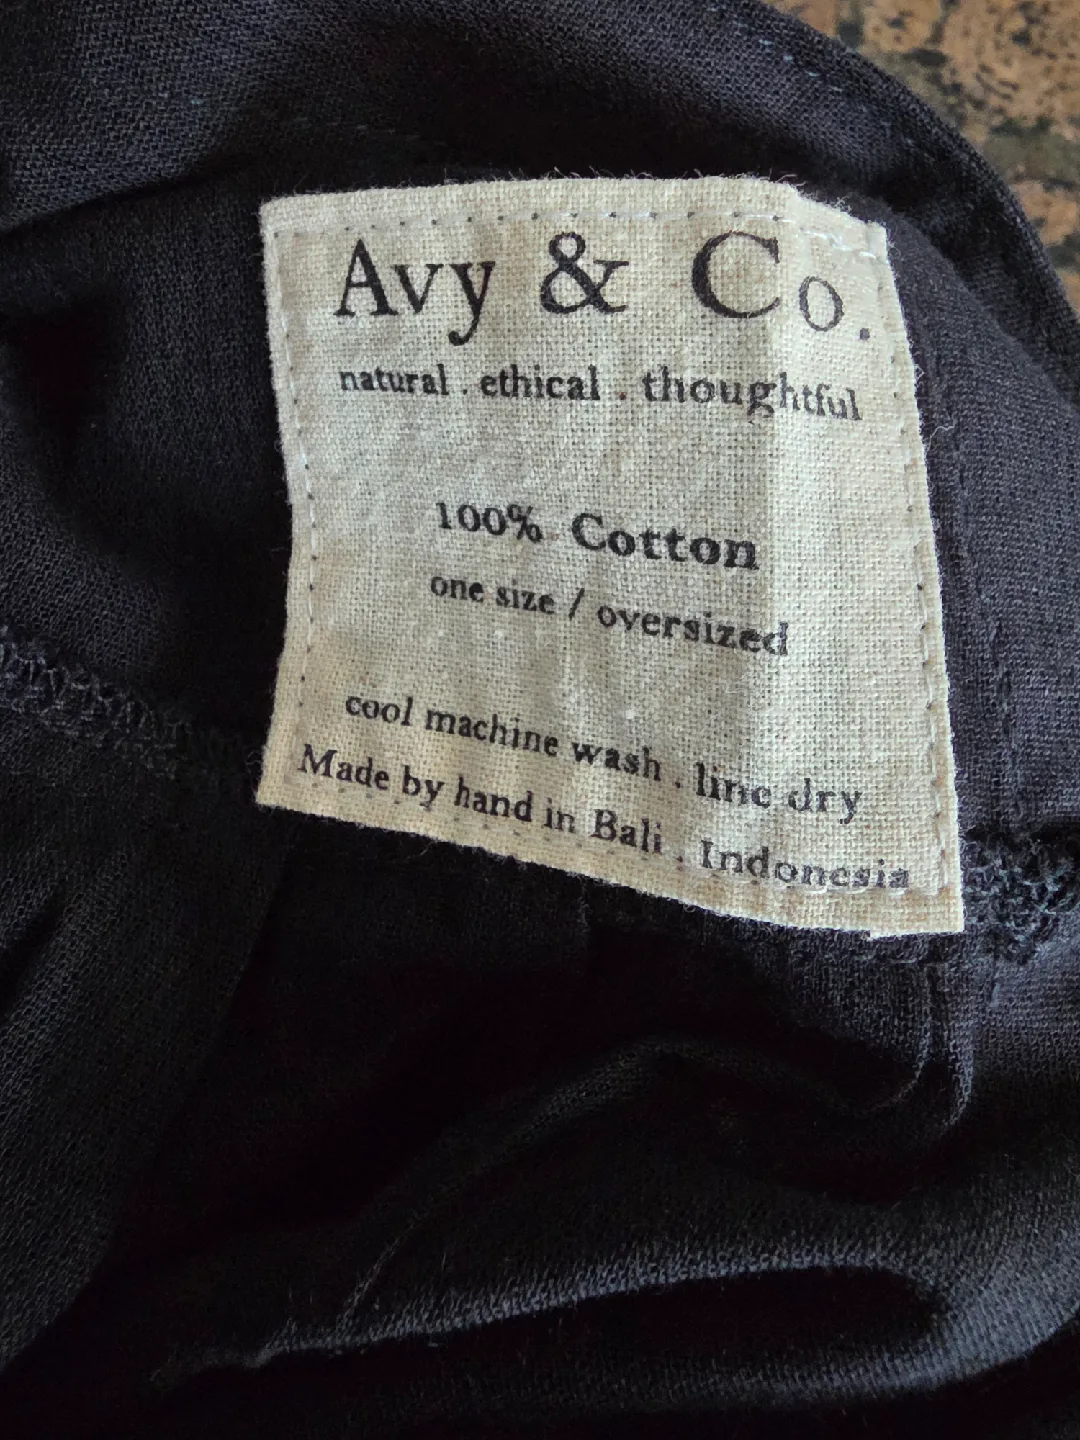 Avy & Co.
natural . ethical . thoughtful
100% Cotton
one size / oversized
cool machine wash . line dry
Made by hand in Bali . Indonesia